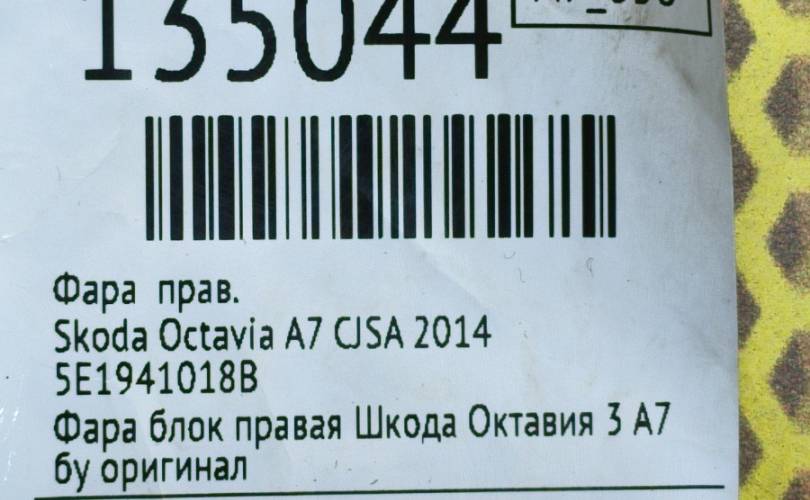 135044
Фара прав.
Skoda Octavia A7 CJSA 2014
5E1941018B
Фара блок правая Шкода Октавия 3 A7
бу оригинал